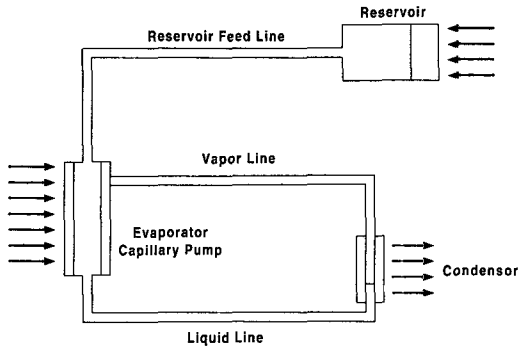 Reservoir
Reservoir Feed Line
Vapor Line
Evaporator
Capillary Pump
Condensor
Liquid Line